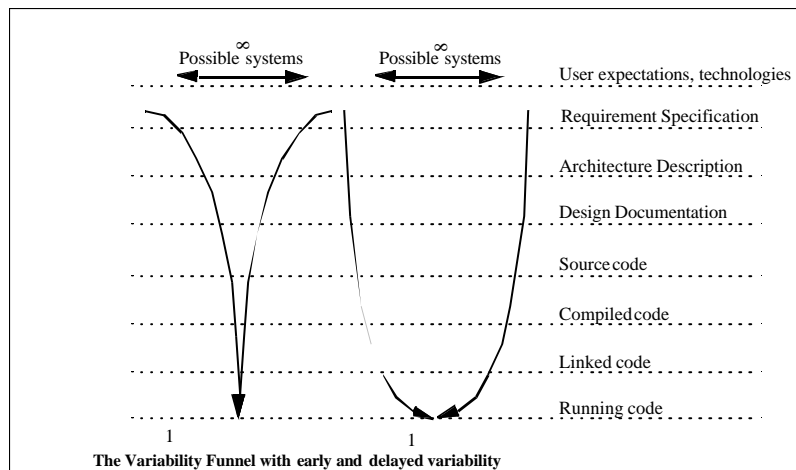 ∞ ∞
Possible systems Possible systems
User expectations, technologies
Requirement Specification
Architecture Description
Design Documentation
Source code
Compiled code
Linked code
Running code
1 1
The Variability Funnel with early and delayed variability